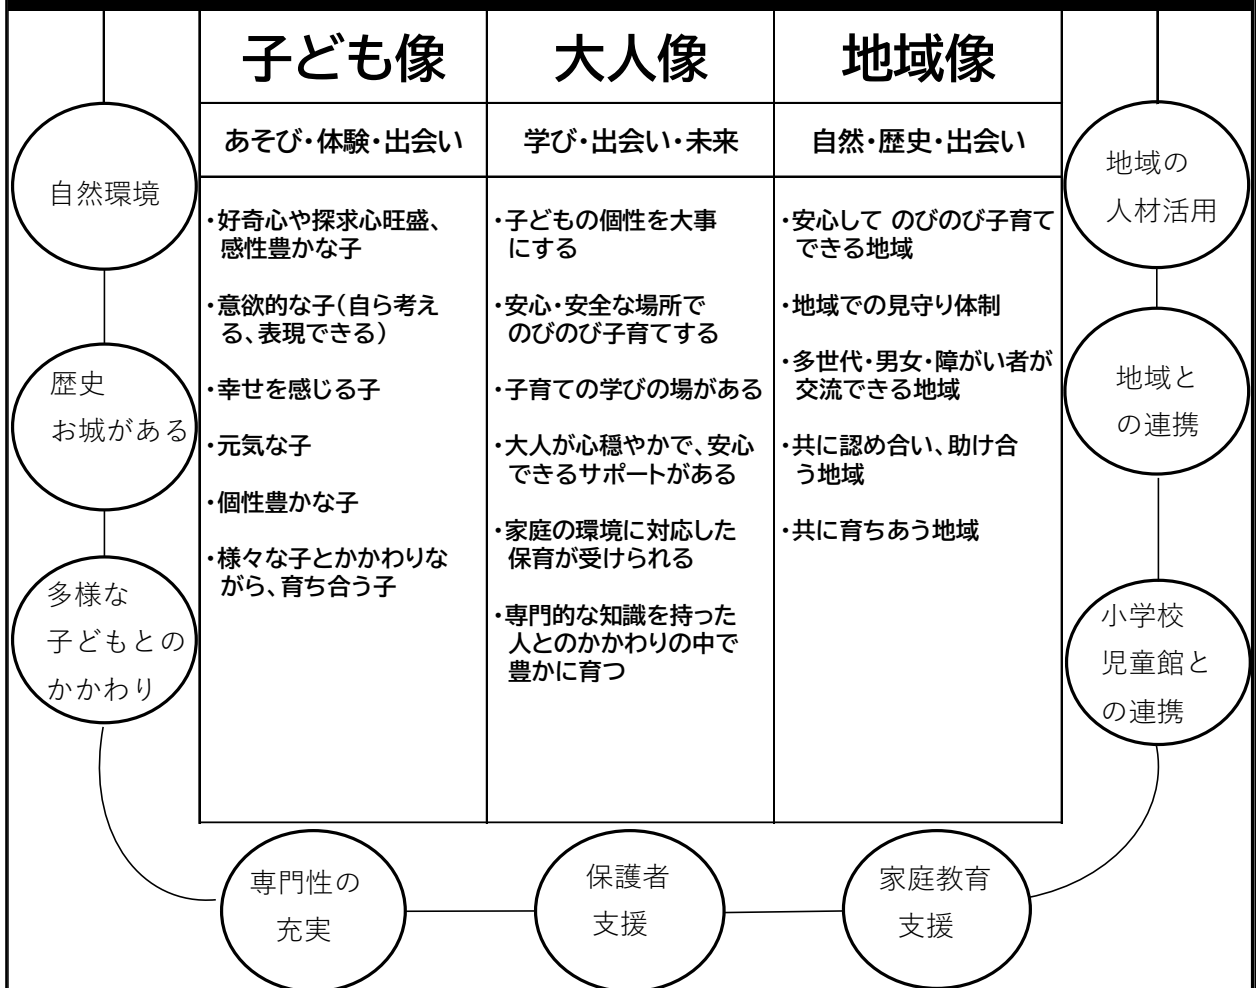 子ども像
大人像
地域像
あそび・体験・出会い
学び・出会い・未来
自然・歴史・出会い
・好奇心や探求心旺盛、
感性豊かな子
・意欲的な子(自ら考え
る、表現できる)
・幸せを感じる子
・元気な子
・個性豊かな子
・様々な子とかかわりな
がら、育ち合う子
・子どもの個性を大事
にする
・安心・安全な場所で
のびのび子育てする
・子育ての学びの場がある
・大人が心穏やかで、安心
できるサポートがある
・家庭の環境に対応した
保育が受けられる
・専門的な知識を持った
人とのかかわりの中で
豊かに育つ
・安心して のびのび子育て
できる地域
・地域での見守り体制
・多世代・男女・障がい者が
交流できる地域
・共に認め合い、助け合
う地域
・共に育ちあう地域
自然環境
歴史
お城がある
多様な
子どもとの
かかわり
専門性の
充実
保護者
支援
家庭教育
支援
小学校
児童館と
の連携
地域と
の連携
地域の
人材活用